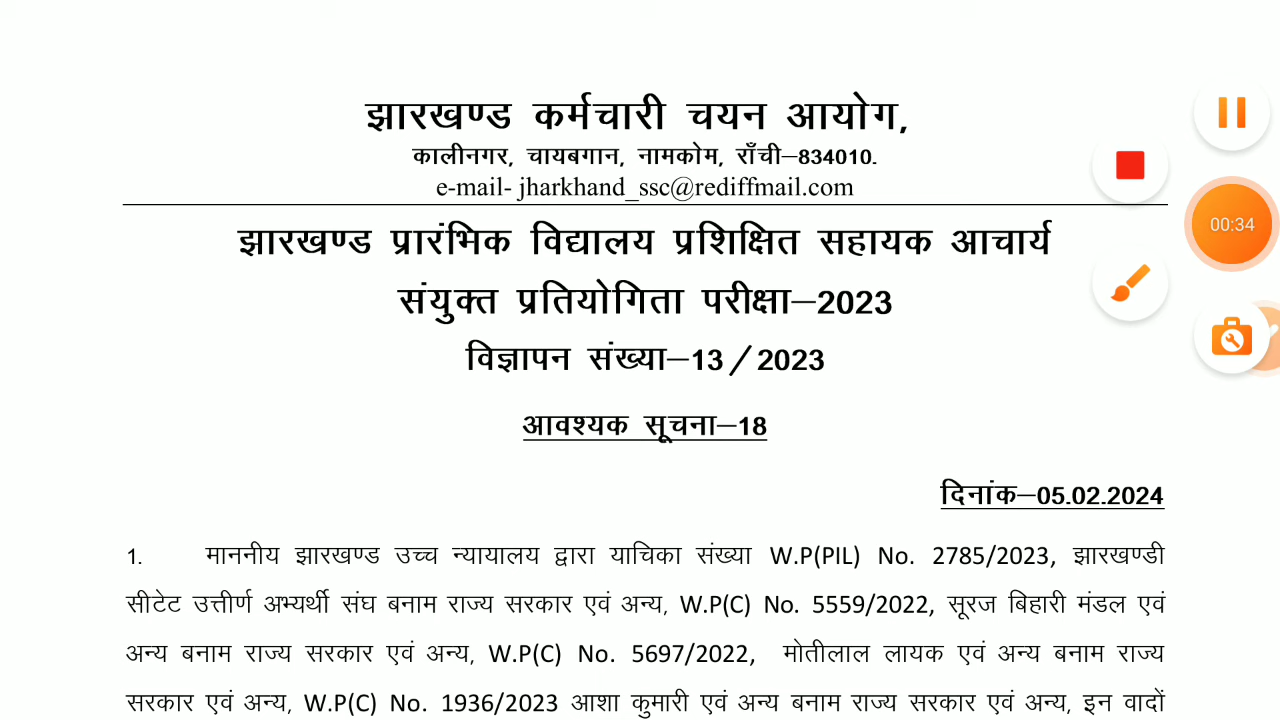 झारखण्ड कर्मचारी चयन आयोग,
कालीनगर, चायबगान, नामकोम, राँची–834010.
e-mail- jharkhand_ssc@rediffmail.com
झारखण्ड प्रारंभिक विद्यालय प्रशिक्षित सहायक आचार्य
संयुक्त प्रतियोगिता परीक्षा–2023
विज्ञापन संख्या–13/2023
आवश्यक सूचना–18
दिनांक–05.02.2024
1. माननीय झारखण्ड उच्च न्यायालय द्वारा याचिका संख्या W.P(PIL) No. 2785/2023, झारखण्डी
सीटेट उत्तीर्ण अभ्यर्थी संघ बनाम राज्य सरकार एवं अन्य, W.P(C) No. 5559/2022, सूरज बिहारी मंडल एवं
अन्य बनाम राज्य सरकार एवं अन्य, W.P(C) No. 5697/2022, मोतीलाल लायक एवं अन्य बनाम राज्य
सरकार एवं अन्य, W.P(C) No. 1936/2023 आशा कुमारी एवं अन्य बनाम राज्य सरकार एवं अन्य, इन वादों
00:34